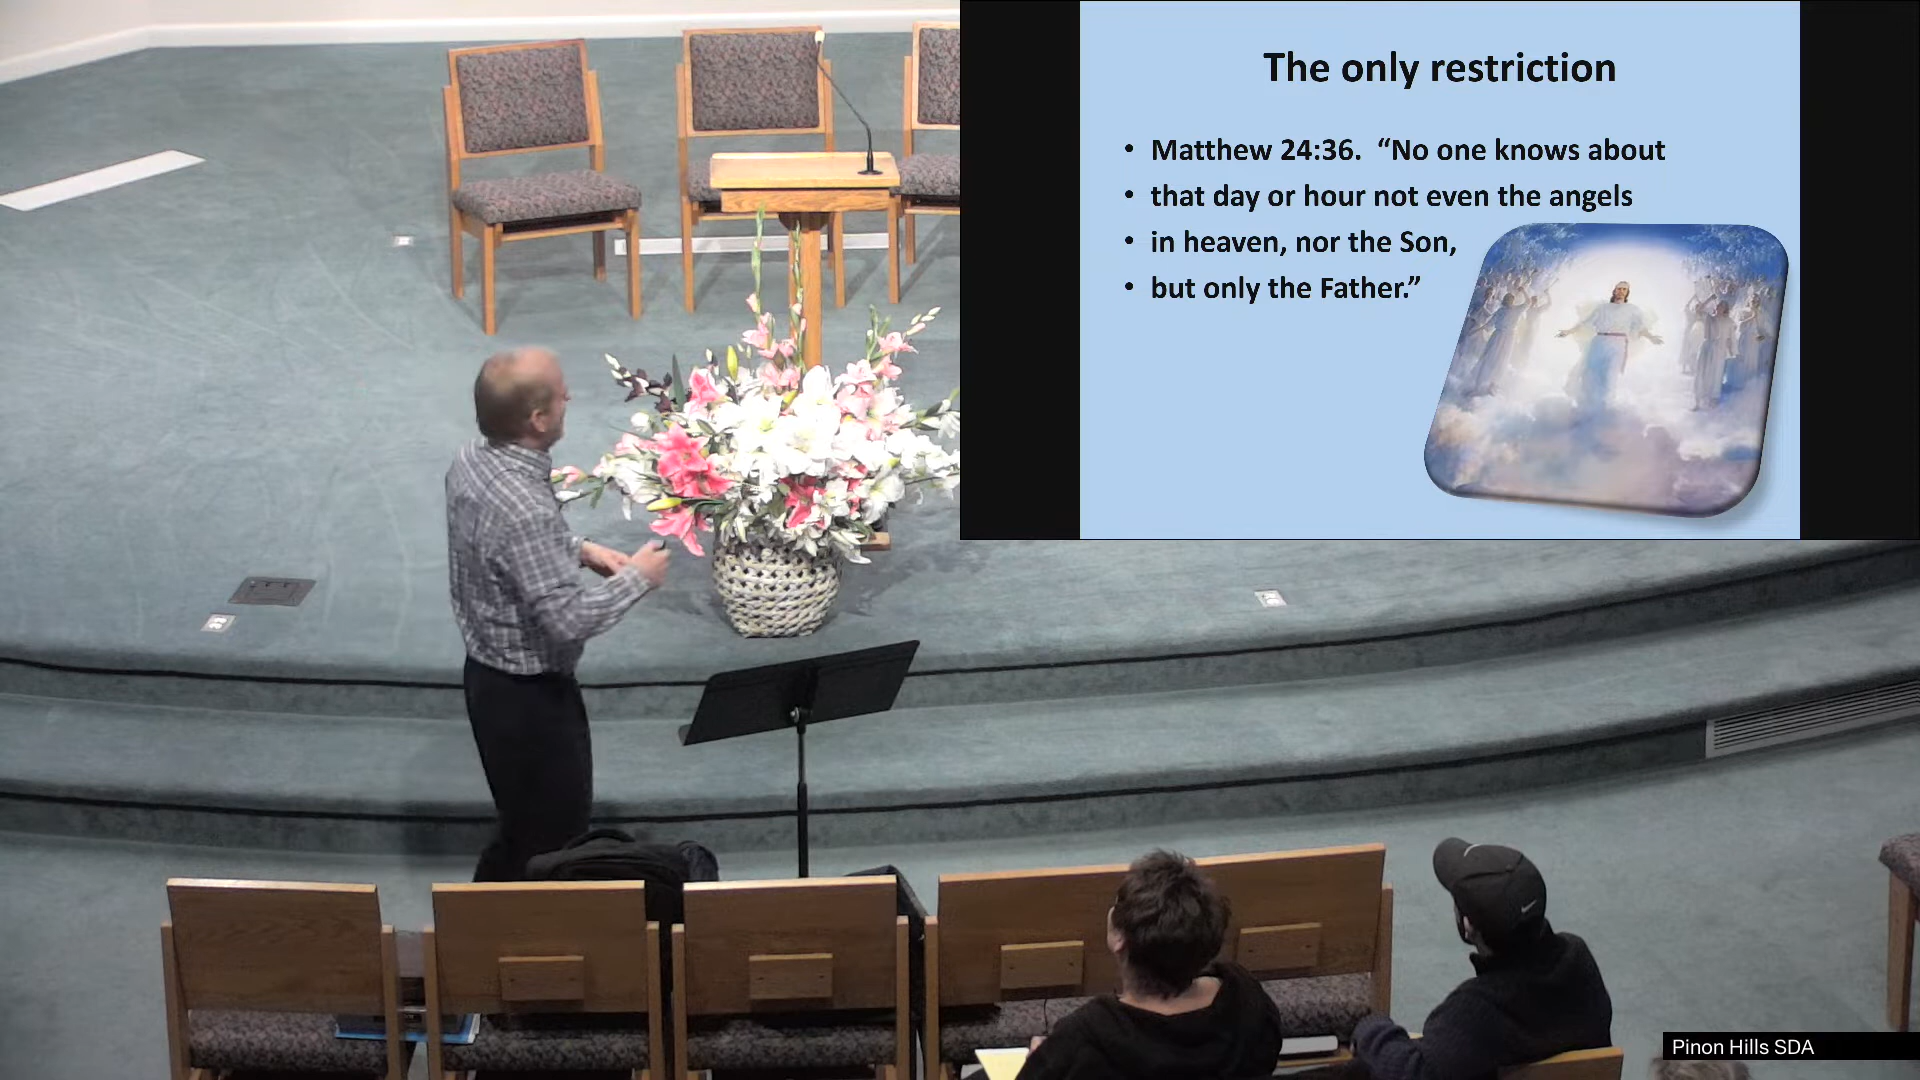 The only restriction
• Matthew 24:36.  “No one knows about
• that day or hour not even the angels
• in heaven, nor the Son,
• but only the Father.”
Pinon Hills SDA